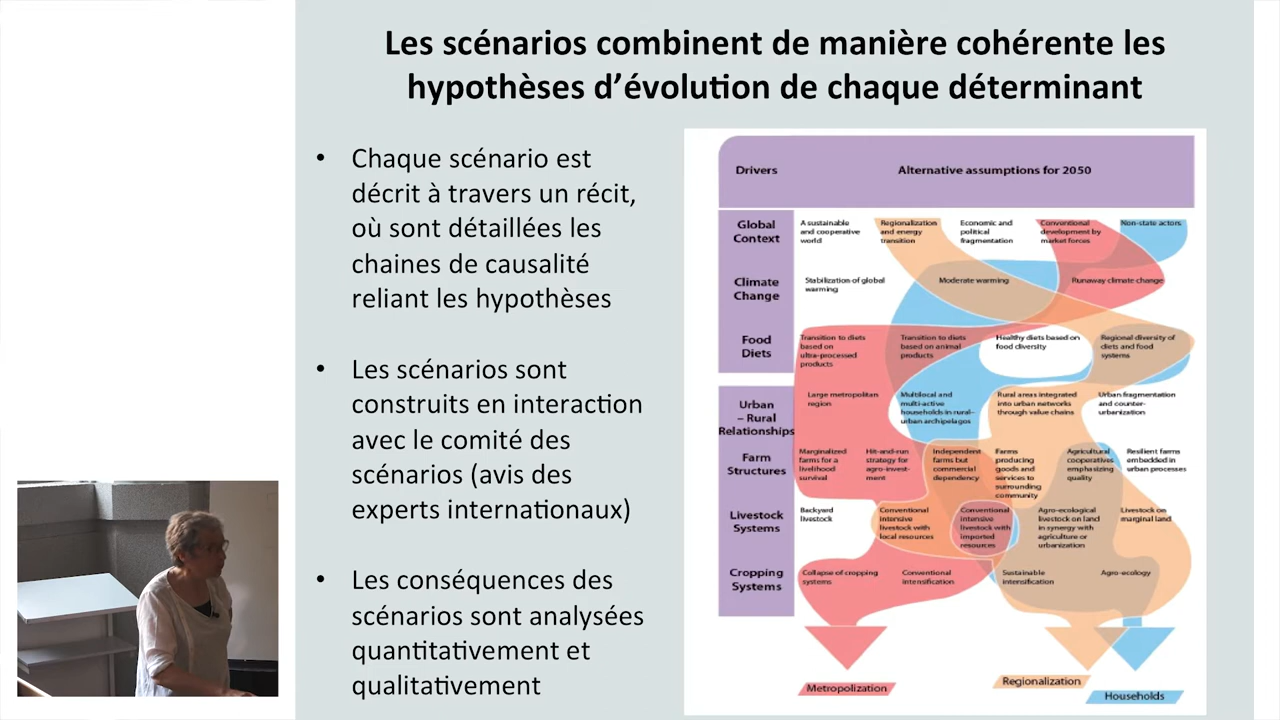 Les scénarios combinent de manière cohérente les
hypothèses d'évolution de chaque déterminant
• Chaque scénario est
décrit à travers un récit,
où sont détaillées les
chaines de causalité
reliant les hypothèses
• Les scénarios sont
construits en interaction
avec le comité des
scénarios (avis des
experts internationaux)
• Les conséquences des
scénarios sont analysées
quantitativement et
qualitativement
Drivers
Alternative assumptions for 2050
Global
Context
A sustainable
and cooperative
world
Regionalization
and energy
transition
Economic and
political
fragmentation
Conventional
development by
market forces
Non-state actors
Climate
Change
Stabilization of global
warming
Moderate warming
Runaway climate change
Food
Diets
Transition to diets
based on
ultra-processed
products
Transition to diets
based on animal
products
Healthy diets based on
food diversity
Regional diversity of
diets and food
systems
Urban
– Rural
Relationships
Large metropolitan
region
Multilocal and
multi-active
households in rural–
urban archipelagos
Rural areas integrated
into urban networks
through value chains
Urban fragmentation
and counter-
urbanization
Farm
Structures
Marginalized
farms for a
livelihood
survival
Hit-and-run
strategy for
agro-invest-
ment
Independent
farms but
commercial
dependency
Farms
producing
goods and
services to
surrounding
community
Agricultural
cooperatives
emphasizing
quality
Resilient farms
embedded in
urban processes
Livestock
Systems
Backyard
livestock
Conventional
intensive
livestock with
local resources
Conventional
intensive
livestock with
imported
resources
Agro-ecological
livestock on land
in synergy with
agriculture or
urbanization
Livestock on
marginal land
Cropping
Systems
Collapse of cropping
systems
Conventional
intensification
Sustainable
intensification
Agro-ecology
Metropolization
Regionalization
Households